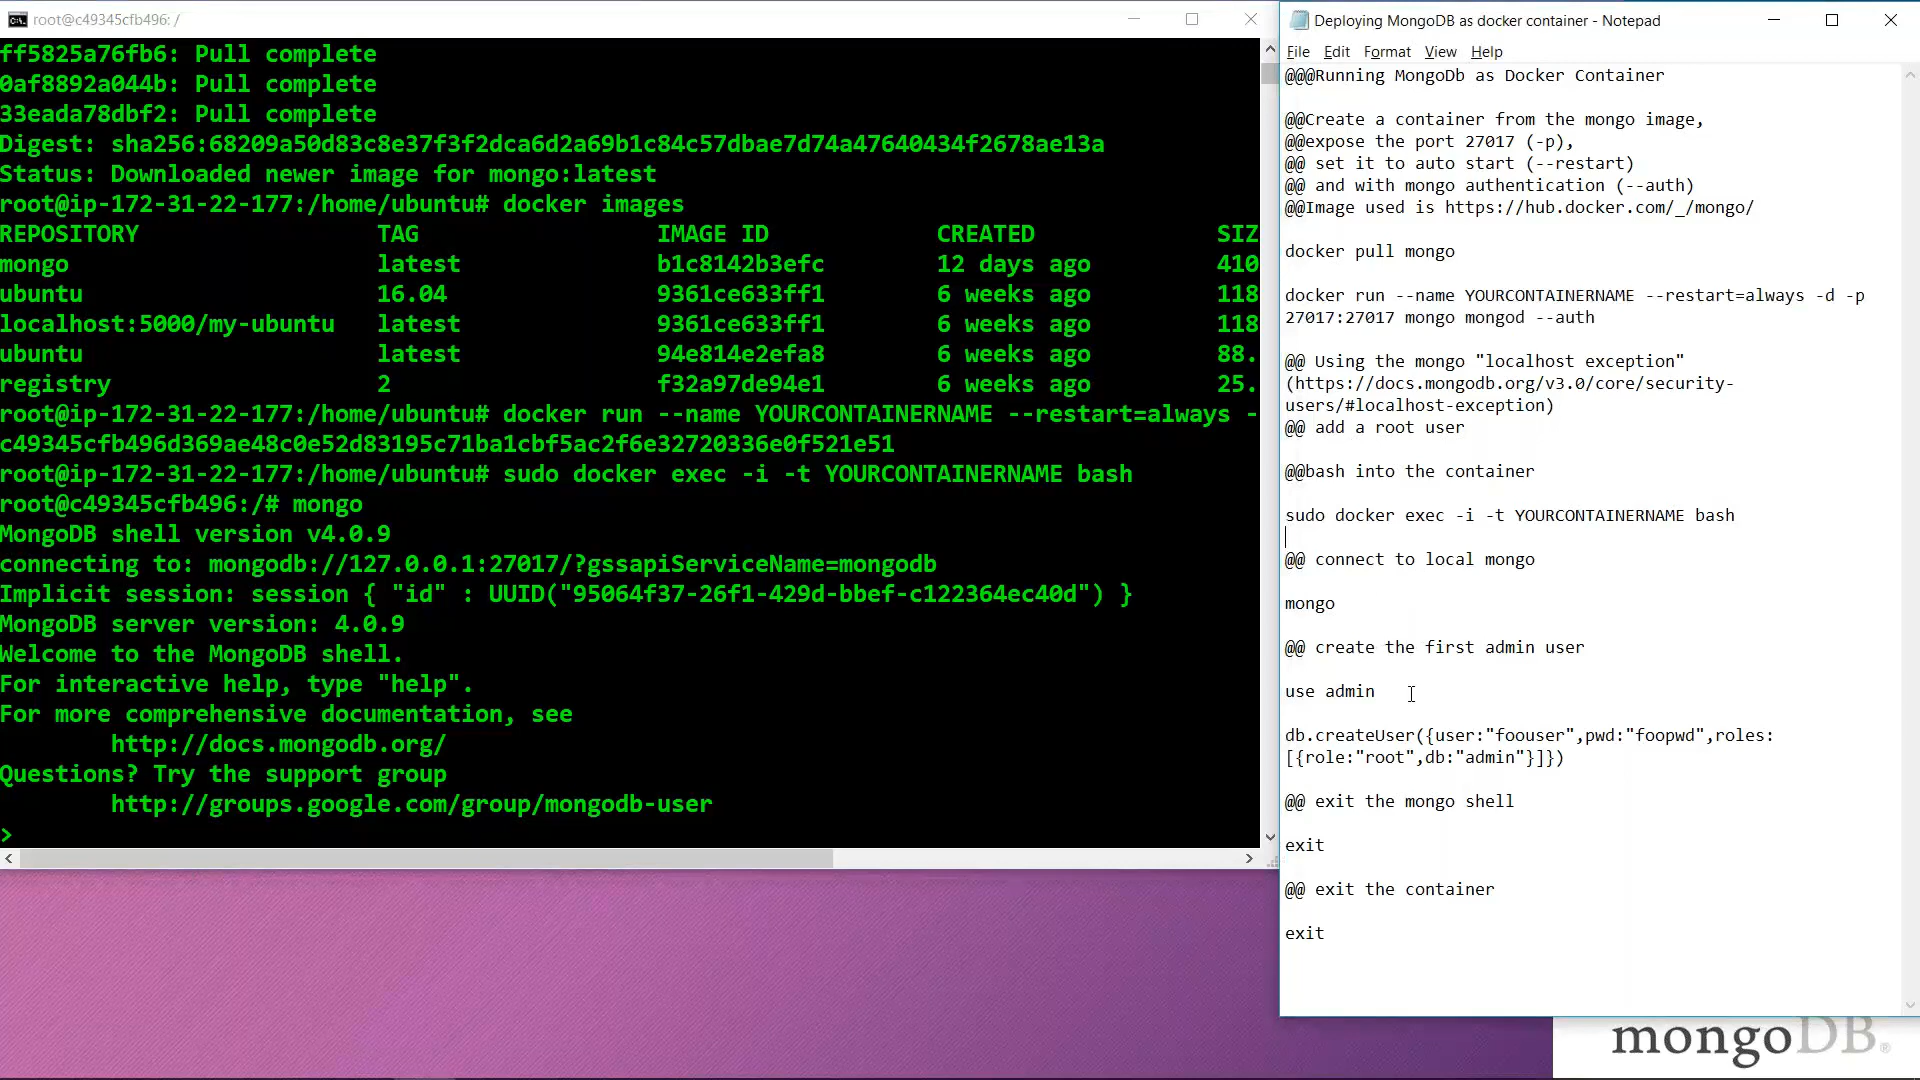 root@c49345cfb496: /
ff5825a76fb6: Pull complete
0af8892a044b: Pull complete
33eada78dbf2: Pull complete
Digest: sha256:68209a50d83c8e37f3f2dca6d2a69b1c84c57dbae7d74a47640434f2678ae13a
Status: Downloaded newer image for mongo:latest
root@ip-172-31-22-177:/home/ubuntu# docker images
REPOSITORY TAG IMAGE ID CREATED SIZ
mongo latest b1c8142b3efc 12 days ago 410
ubuntu 16.04 9361ce633ff1 6 weeks ago 118
localhost:5000/my-ubuntu latest 9361ce633ff1 6 weeks ago 118
ubuntu latest 94e814e2efa8 6 weeks ago 88.
registry 2 f32a97de94e1 6 weeks ago 25.
root@ip-172-31-22-177:/home/ubuntu# docker run --name YOURCONTAINERNAME --restart=always -
c49345cfb496d369ae48c0e52d83195c71ba1cbf5ac2f6e32720336e0f521e51
root@ip-172-31-22-177:/home/ubuntu# sudo docker exec -i -t YOURCONTAINERNAME bash
root@c49345cfb496:/# mongo
MongoDB shell version v4.0.9
connecting to: mongodb://127.0.0.1:27017/?gssapiServiceName=mongodb
Implicit session: session { "id" : UUID("95064f37-26f1-429d-bbef-c122364ec40d") }
MongoDB server version: 4.0.9
Welcome to the MongoDB shell.
For interactive help, type "help".
For more comprehensive documentation, see
http://docs.mongodb.org/
Questions? Try the support group
http://groups.google.com/group/mongodb-user
>
Deploying MongoDB as docker container - Notepad
File Edit Format View Help
@@@Running MongoDb as Docker Container
@@Create a container from the mongo image,
@@expose the port 27017 (-p),
@@ set it to auto start (--restart)
@@ and with mongo authentication (--auth)
@@Image used is https://hub.docker.com/_/mongo/
docker pull mongo
docker run --name YOURCONTAINERNAME --restart=always -d -p
27017:27017 mongo mongod --auth
@@ Using the mongo "localhost exception"
(https://docs.mongodb.org/v3.0/core/security-
users/#localhost-exception)
@@ add a root user
@@bash into the container
sudo docker exec -i -t YOURCONTAINERNAME bash
@@ connect to local mongo
mongo
@@ create the first admin user
use admin
db.createUser({user:"foouser",pwd:"foopwd",roles:
[{role:"root",db:"admin"}]})
@@ exit the mongo shell
exit
@@ exit the container
exit
mongoDB®